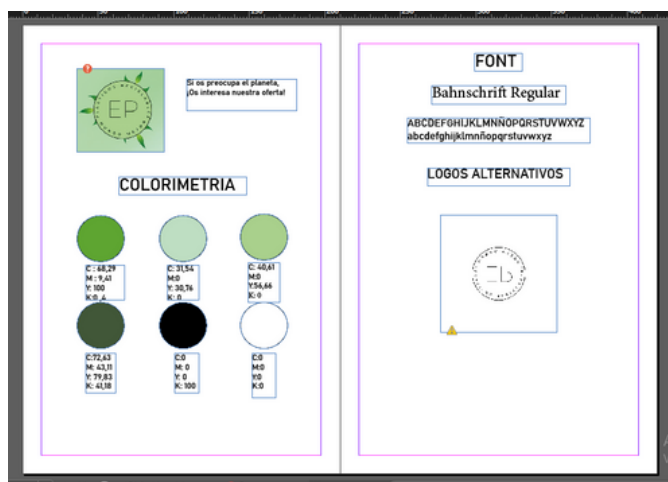 EP
Si os preocupa el planeta,
¡Os interesa nuestra oferta!
COLORIMETRIA
C : 68,29
M : 9,41
Y: 100
K:0 ,4
C: 31,54
M:0
Y: 30,76
K: 0
C: 40,61
M:0
Y:56,66
K: 0
C:72,63
M: 43,11
Y: 79,83
K: 41,18
C:0
M: 0
Y: 0
K: 100
C:0
M:0
Y:0
K:0
FONT
Bahnschrift Regular
ABCDEFGHIJKLMNÑOPQRSTUVWXYZ
abcdefghijklmnñopqrstuvwxyz
LOGOS ALTERNATIVOS